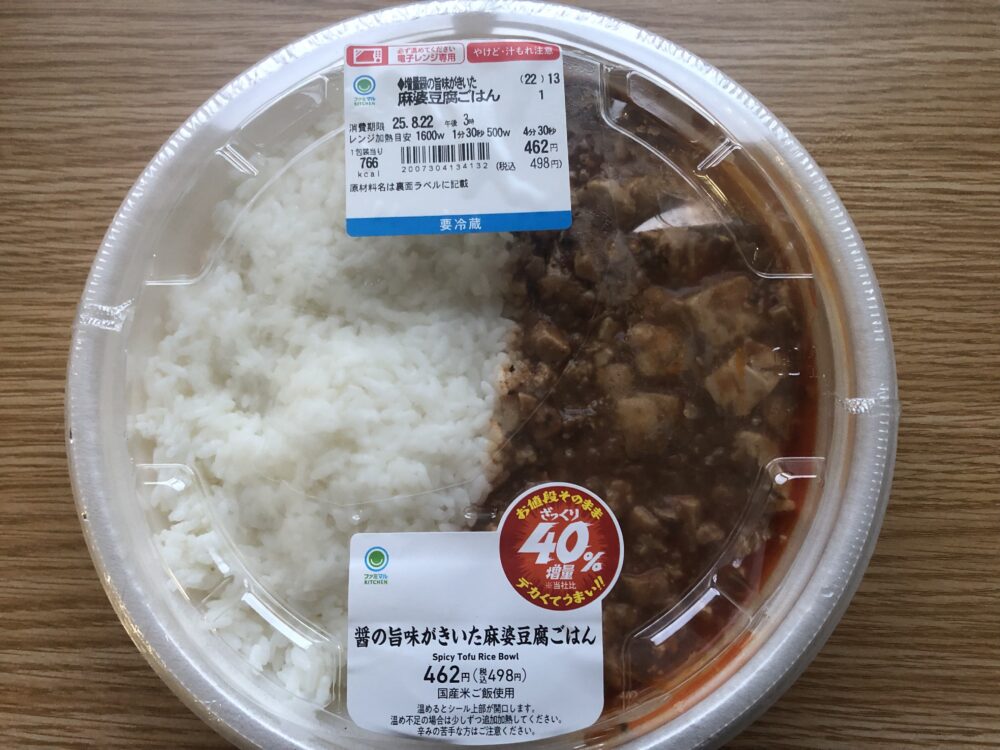 必ず温めてください
電子レンジ専用
やけど・汁もれ注意
ファミマル
KITCHEN
◆増量醤の旨味がきいた
麻婆豆腐ごはん
(22)13
1
消費期限 25.8.22 午後 3時
レンジ加熱目安 1600W 1分30秒 500W 4分30秒
1包装当り
766
kcal
462円
2007304134132
(税込 498円)
原材料名は裏面ラベルに記載
要冷蔵
お値段そのまま
ざっくり
40%
増量
※当社比
デカくてうまい!!
ファミマル
KITCHEN
醤の旨味がきいた麻婆豆腐ごはん
Spicy Tofu Rice Bowl
462円(税込498円)
国産米ご飯使用
温めるとシール上部が開口します。
温め不足の場合は少しずつ追加加熱してください。
辛みの苦手な方はご注意ください。